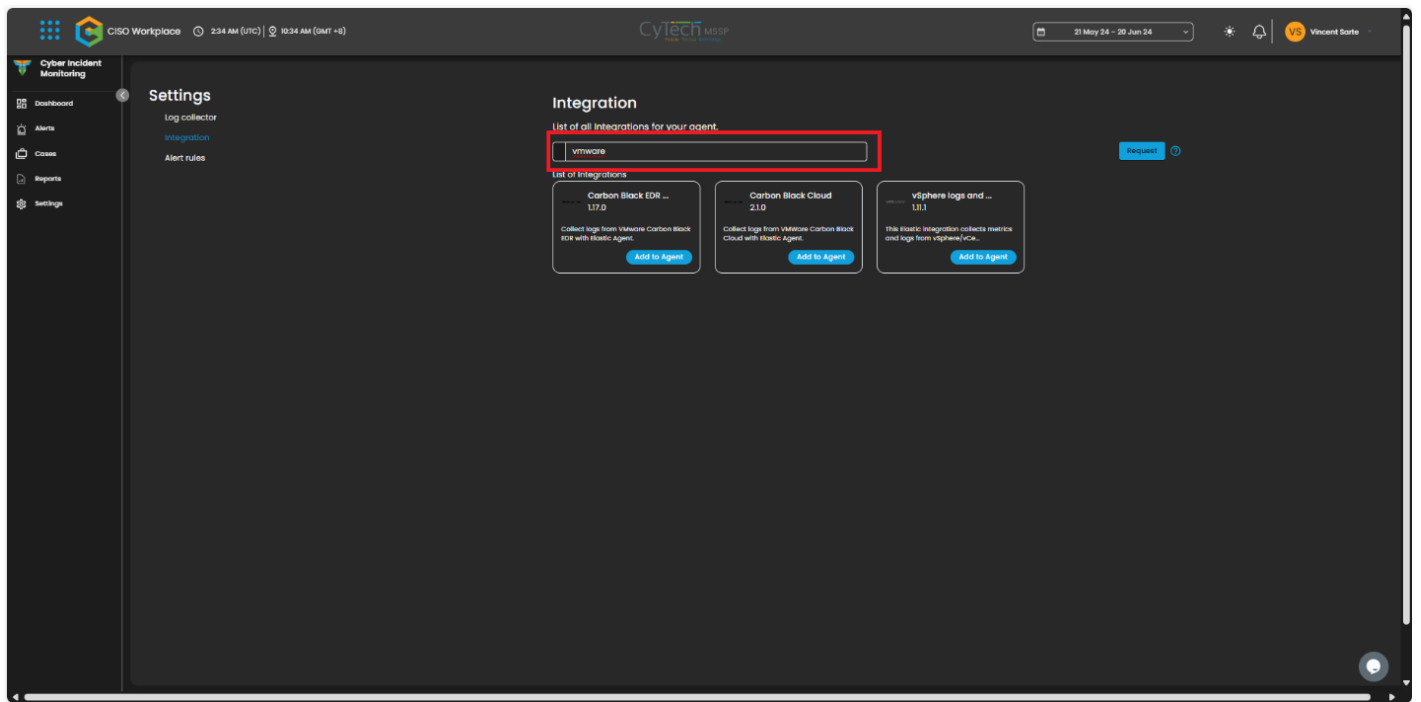 CISO Workplace 2:34 AM (UTC) | 10:34 AM (GMT +8)
CyTech MSSP
21 May 24 - 20 Jun 24
VS Vincent Sarte
Cyber Incident
Monitoring
Dashboard
Alerts
Cases
Reports
Settings
Settings
Log collector
Integration
Alert rules
Integration
List of all Integrations for your agent.
vmware
Request
List of Integrations
Carbon Black EDR ...
1.17.0
Collect logs from VMWare Carbon Black
EDR with Elastic Agent.
Add to Agent
Carbon Black Cloud
2.1.0
Collect logs from VMWare Carbon Black
Cloud with Elastic Agent.
Add to Agent
vSphere logs and ...
1.11.1
This Elastic integration collects metrics
and logs from vSphere/vCe...
Add to Agent